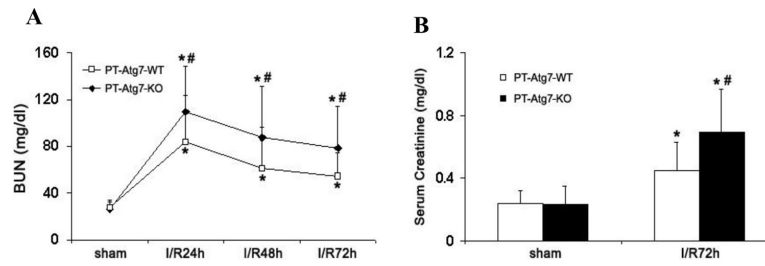 A
BUN (mg/dl)
160
120
80
40
0
PT-Atg7-WT
PT-Atg7-KO
*#
*#
*#
*
*
*
sham I/R24h I/R48h I/R72h
B
Serum Creatinine (mg/dl)
1.2
0.8
0.4
0
PT-Atg7-WT
PT-Atg7-KO
*
*#
sham I/R72h